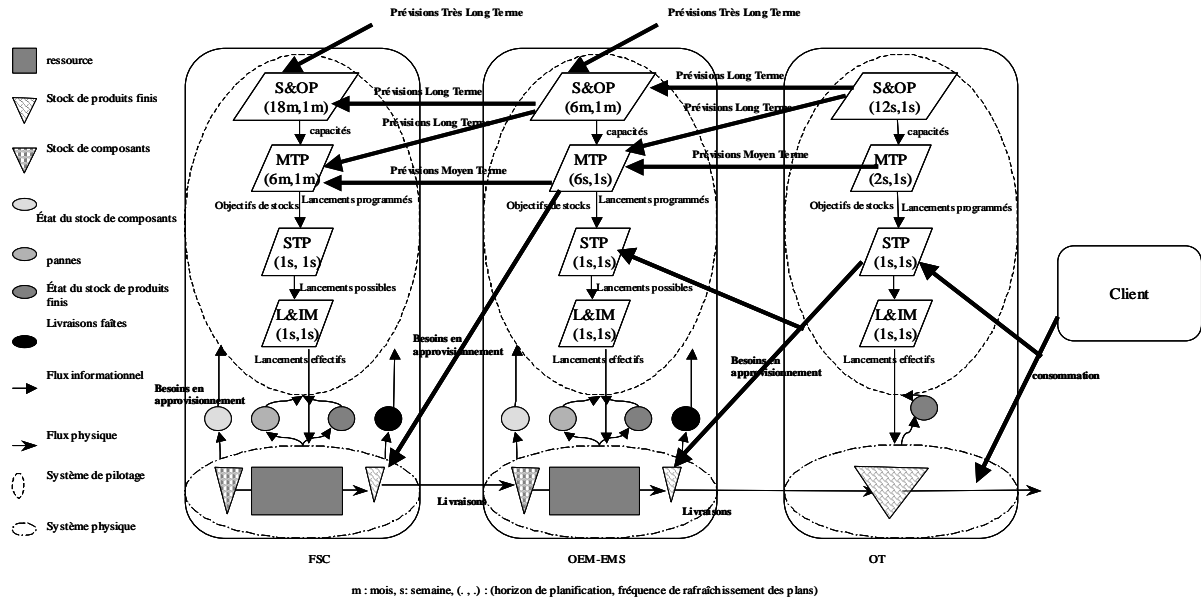 Prévisions Très Long Terme
Prévisions Très Long Terme
ressource
Stock de produits finis
Stock de composants
État du stock de composants
pannes
État du stock de produits
finis
Livraisons faîtes
Flux informationnel
Flux physique
Système de pilotage
Système physique
S&OP
(18m,1m)
capacités
MTP
(6m,1m)
Objectifs de stocks
Lancements programmés
STP
(1s, 1s)
Lancements possibles
L&IM
(1s,1s)
Lancements effectifs
Besoins en
approvisionnement
FSC
Prévisions Long Terme
Prévisions Long Terme
Prévisions Moyen Terme
Besoins en
approvisionnement
Livraisons
S&OP
(6m,1m)
capacités
MTP
(6s,1s)
Objectifs de stocks
Lancements programmés
STP
(1s,1s)
Lancements possibles
L&IM
(1s,1s)
Lancements effectifs
OEM-EMS
Prévisions Long Terme
Prévisions Long Terme
Prévisions Moyen Terme
Besoins en
approvisionnement
Livraisons
S&OP
(12s,1s)
capacités
MTP
(2s,1s)
Objectifs de stocks
Lancements programmés
STP
(1s,1s)
Lancements possibles
L&IM
(1s,1s)
Lancements effectifs
OT
Client
consommation
m : mois, s: semaine, (. , .) : (horizon de planification, fréquence de rafraîchissement des plans)